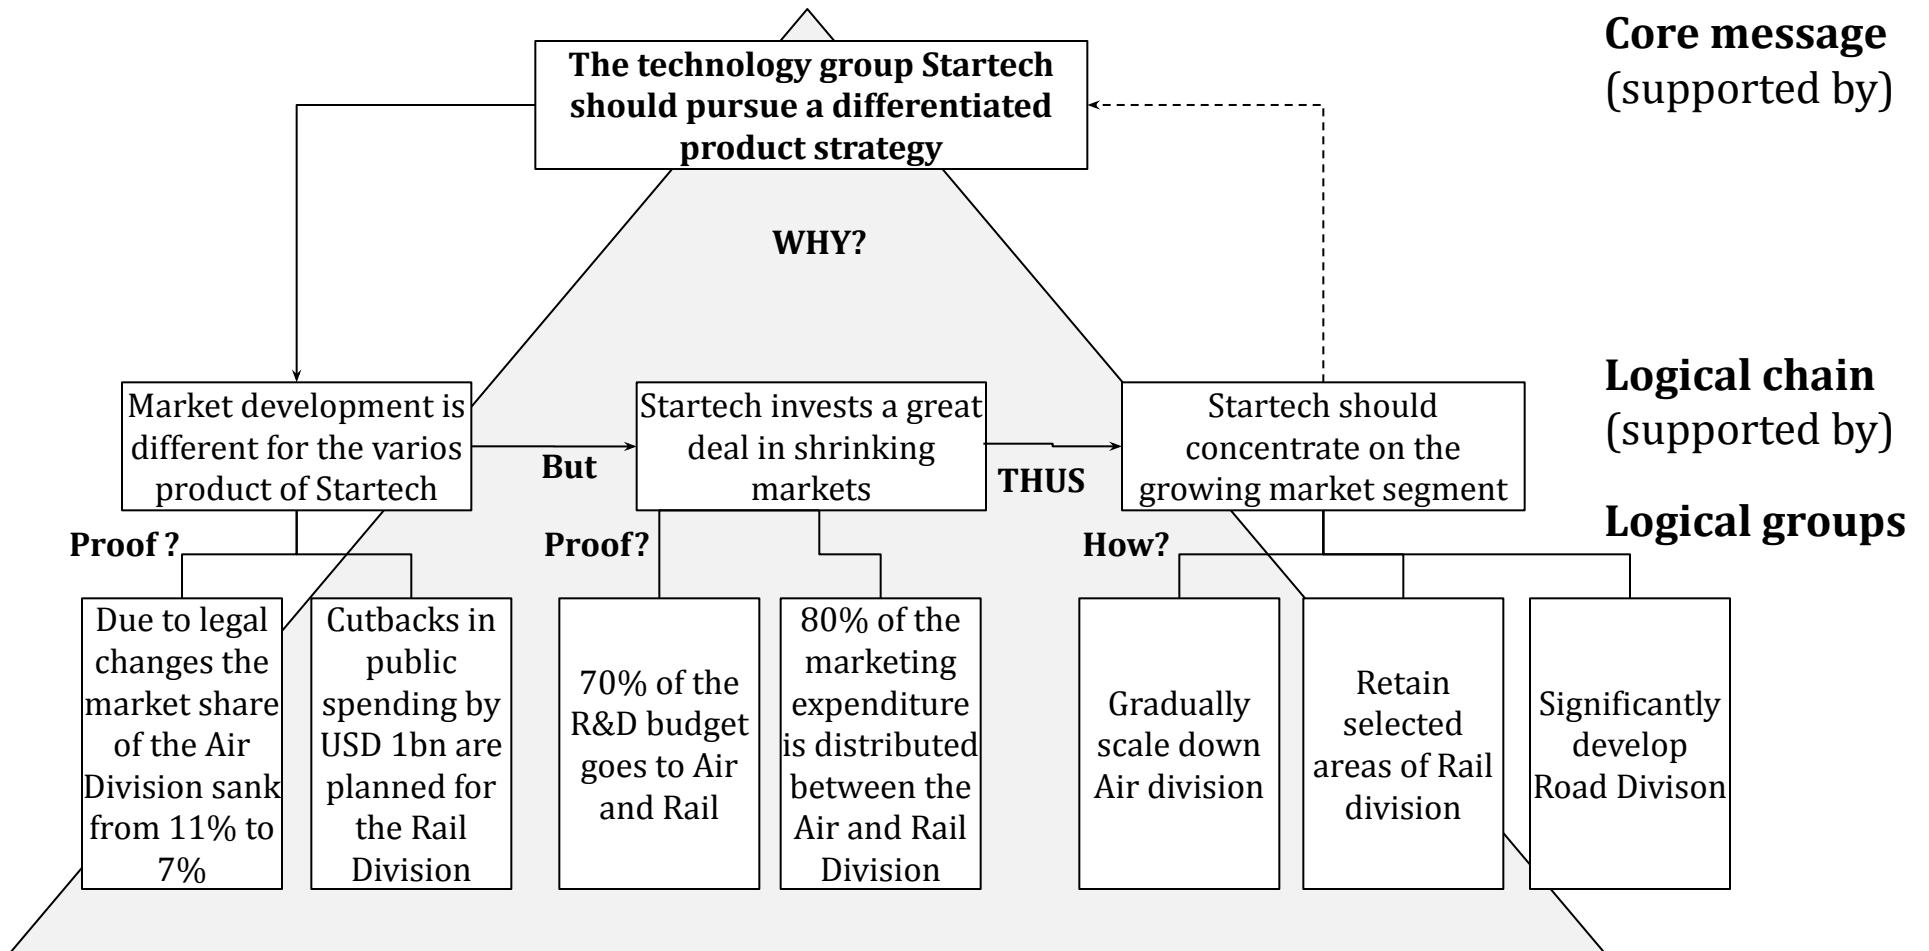 The technology group Startech
should pursue a differentiated
product strategy
Core message
(supported by)
WHY?
Market development is
different for the varios
product of Startech
But
Startech invests a great
deal in shrinking
markets
THUS
Startech should
concentrate on the
growing market segment
Logical chain
(supported by)
Logical groups
Proof ?
Proof?
How?
Due to legal
changes the
market share
of the Air
Division sank
from 11% to
7%
Cutbacks in
public
spending by
USD 1bn are
planned for
the Rail
Division
70% of the
R&D budget
goes to Air
and Rail
80% of the
marketing
expenditure
is distributed
between the
Air and Rail
Division
Gradually
scale down
Air division
Retain
selected
areas of Rail
division
Significantly
develop
Road Divison